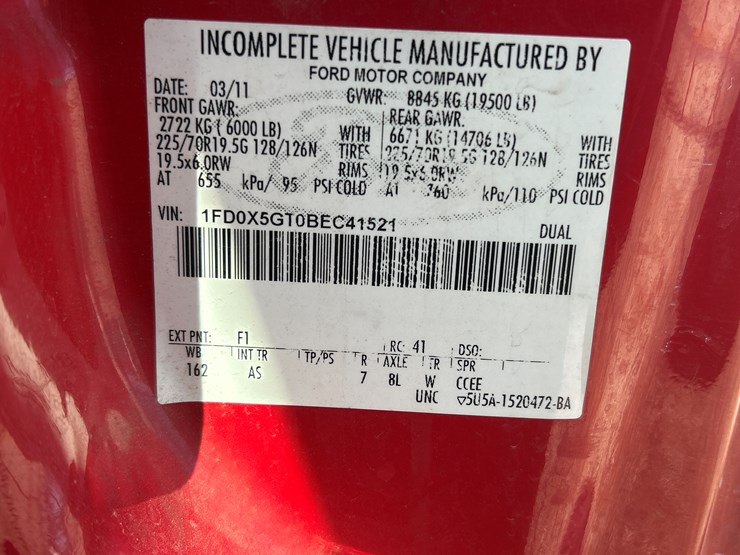 INCOMPLETE VEHICLE MANUFACTURED BY
FORD MOTOR COMPANY
DATE: 03/11 GVWR: 8845 KG (19500 LB)
FRONT GAWR: REAR GAWR:
2722 KG ( 6000 LB) WITH 6671 KG (14706 LB) WITH
225/70R19.5G 128/126N TIRES 225/70R19.5G 128/126N TIRES
19.5x6.0RW RIMS 19.5x6.0RW RIMS
AT 655 kPa/ 95 PSI COLD AT 760 kPa/110 PSI COLD
VIN: 1FD0X5GT0BEC41521 DUAL
EXT PNT: F1 RC: 41 DSO:
WB INT TR TP/PS R AXLE TR SPR
162 AS 7 8L W CCEE
UNC ▽5U5A-1520472-BA